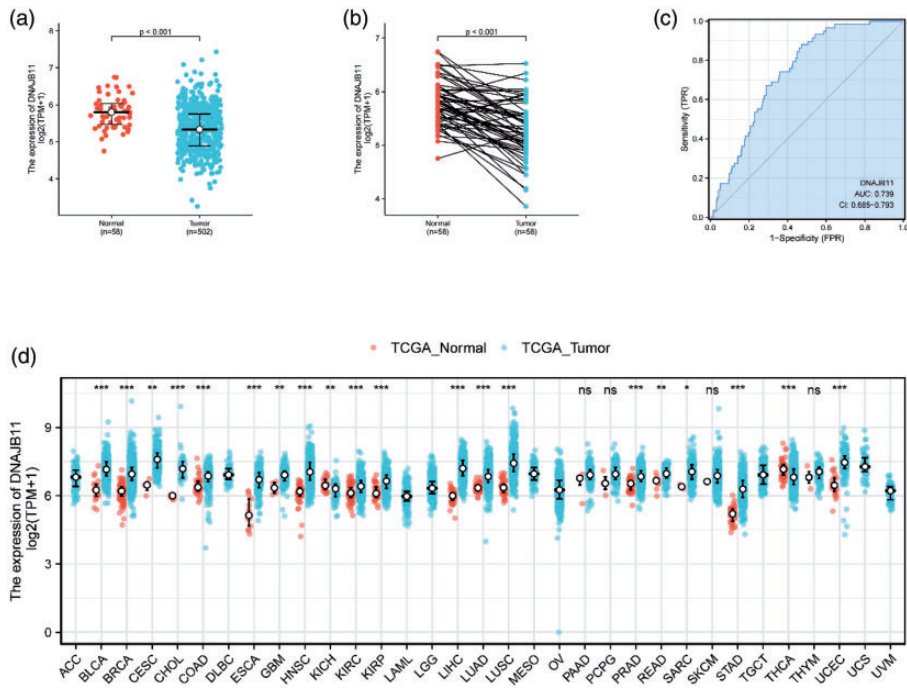 (a)
The expression of DNAJB11
log2(TPM+1)
8
7
6
5
4
p < 0.001
Normal
(n=58)
Tumor
(n=502)
(b)
The expression of DNAJB11
log2(TPM+1)
7
6
5
4
p < 0.001
Normal
(n=58)
Tumor
(n=58)
(c)
Sensitivity (TPR)
1.0
0.8
0.6
0.4
0.2
0.0
DNAJB11
AUC: 0.739
CI: 0.685-0.793
0.0 0.2 0.4 0.6 0.8 1.0
1-Specificity (FPR)
(d)
TCGA_Normal TCGA_Tumor
*** *** ** *** *** *** ** *** ** *** *** *** *** *** ns ns *** ** * ns *** *** ns ***
The expression of DNAJB11
log2(TPM+1)
9
6
3
0
ACC BLCA BRCA CESC CHOL COAD DLBC ESCA GBM HNSC KICH KIRC KIRP LAML LGG LIHC LUAD LUSC MESO OV PAAD PCPG PRAD READ SARC SKCM STAD TGCT THCA THYM UCEC UCS UVM